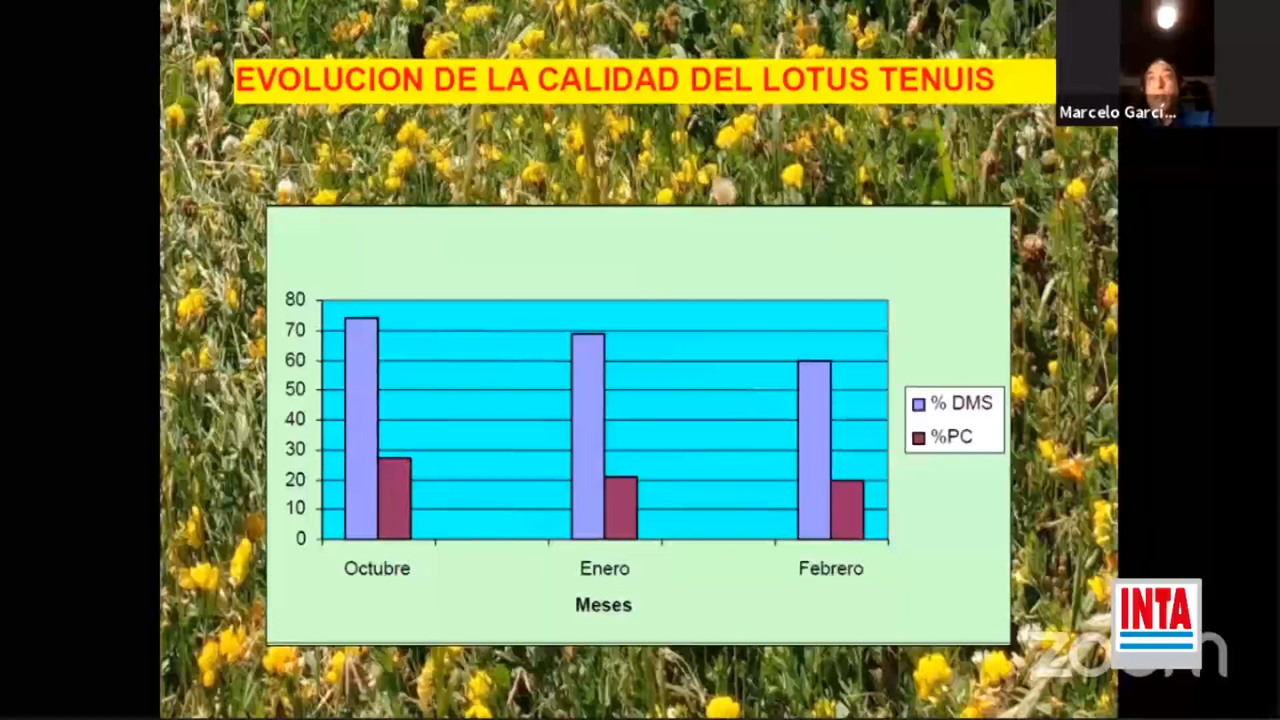 EVOLUCION DE LA CALIDAD DEL LOTUS TENUIS
Marcelo Garcí...
80
70
60
50
40
30
20
10
0
% DMS
%PC
Octubre
Enero
Febrero
Meses
INTA
zoom